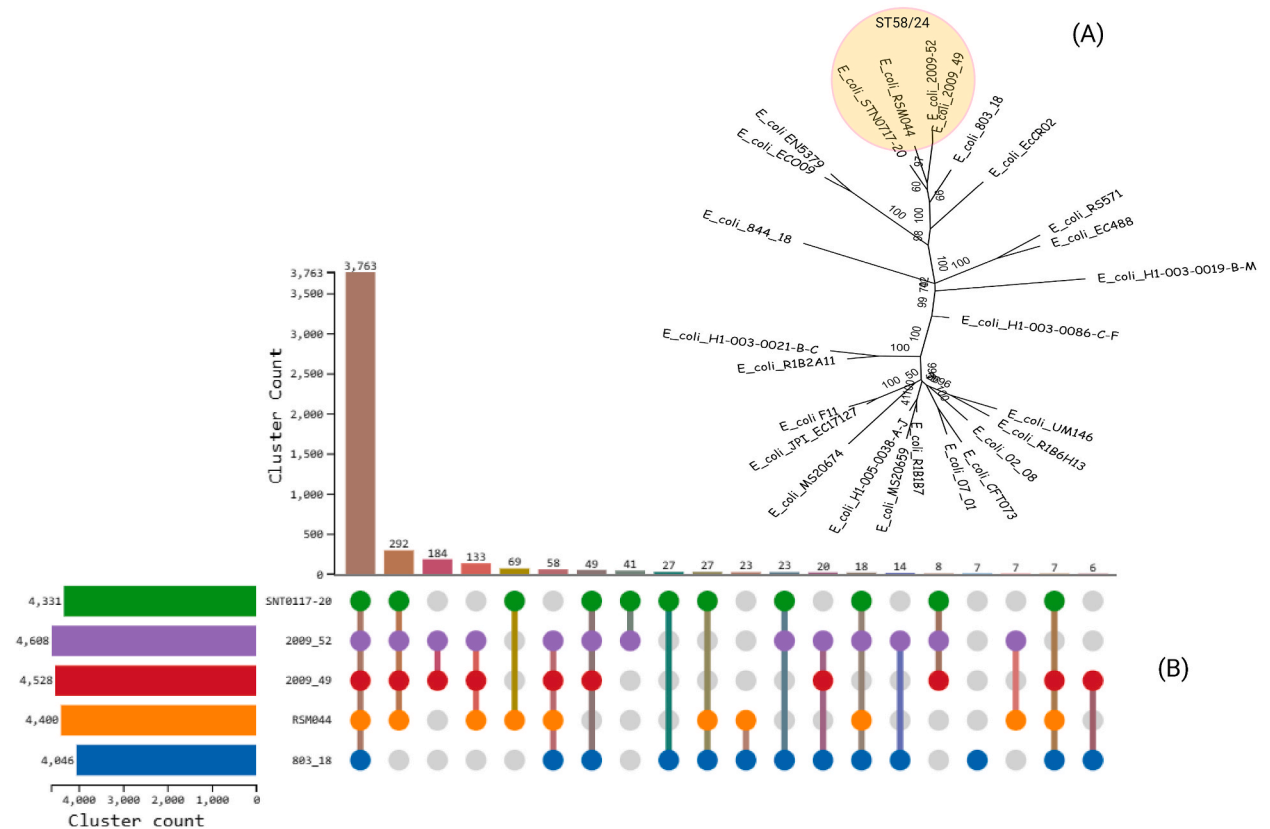 ST58/24
(A)
E_coli_STN0717-20
E_coli_RSM044
E_coli_2009-52
E_coli_2009_49
E_coli_803_18
E_coli_EcCR02
E_coli EN5379
E_coli_ECO09
E_coli_844_18
E_coli_RS571
E_coli_EC488
E_coli_H1-003-0019-B-M
E_coli_H1-003-0086-C-F
E_coli_H1-003-0021-B-C
E_coli_R1B2A11
E_coli F11
E_coli_JPI_EC17127
E_coli_MS20674
E_coli_H1-005-0038-A-J
E_coli_MS20659
E_coli_R1B1B7
E_coli_07_01
E_coli_CFT073
E_coli_02_08
E_coli_R1B6H13
E_coli_UM146
97
60
69
100
100
98
100
100
99
100
100
100
50
96
Cluster Count
3,763
3,500
3,000
2,500
2,000
1,500
1,000
500
0
3,763
292 184 133 69 58 49 41 27 27 23 23 20 18 14 8 7 7 7 6
4,331 SNT0117-20
4,608 2009_52
4,528 2009_49
4,400 RSM044
4,046 803_18
(B)
4,000 3,000 2,000 1,000 0
Cluster count